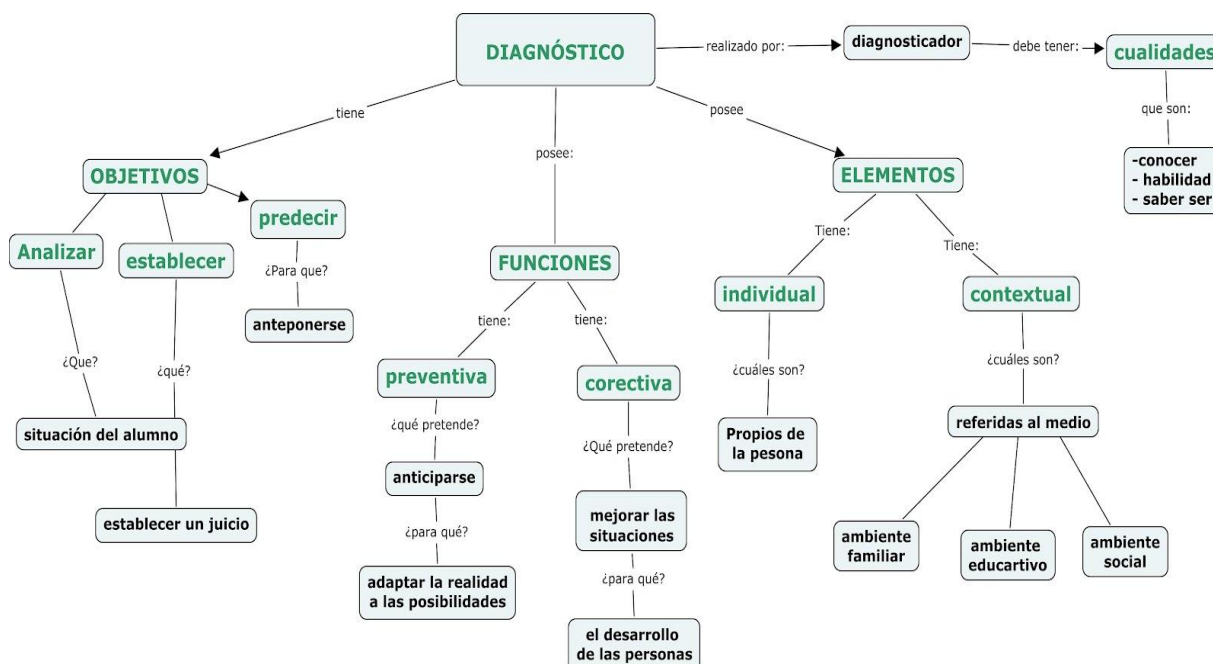 DIAGNÓSTICO
realizado por:
diagnosticador
debe tener:
cualidades
que son:
-conocer
- habilidad
- saber ser
tiene
posee:
posee
OBJETIVOS
predecir
Analizar
establecer
¿Para que?
anteponerse
¿Que?
¿qué?
situación del alumno
establecer un juicio
FUNCIONES
tiene:
tiene:
preventiva
corectiva
¿qué pretende?
¿Qué pretende?
anticiparse
mejorar las
situaciones
¿para qué?
¿para qué?
adaptar la realidad
a las posibilidades
el desarrollo
de las personas
ELEMENTOS
Tiene:
Tiene:
individual
contextual
¿cuáles son?
¿cuáles son?
Propios de
la pesona
referidas al medio
ambiente
familiar
ambiente
educartivo
ambiente
social